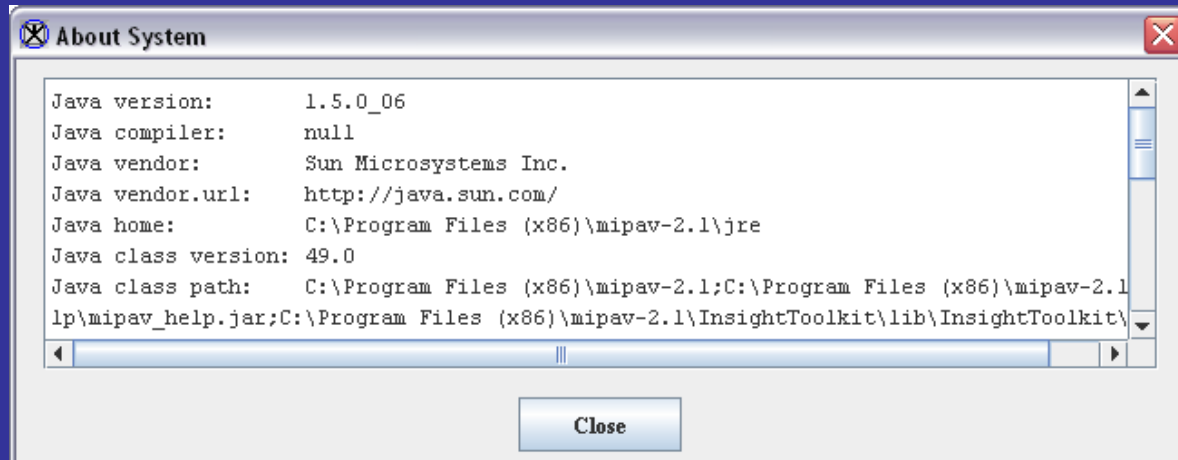 About System
Java version: 1.5.0_06
Java compiler: null
Java vendor: Sun Microsystems Inc.
Java vendor.url: http://java.sun.com/
Java home: C:\Program Files (x86)\mipav-2.1\jre
Java class version: 49.0
Java class path: C:\Program Files (x86)\mipav-2.1;C:\Program Files (x86)\mipav-2.1
lp\mipav_help.jar;C:\Program Files (x86)\mipav-2.1\InsightToolkit\lib\InsightToolkit\
Close